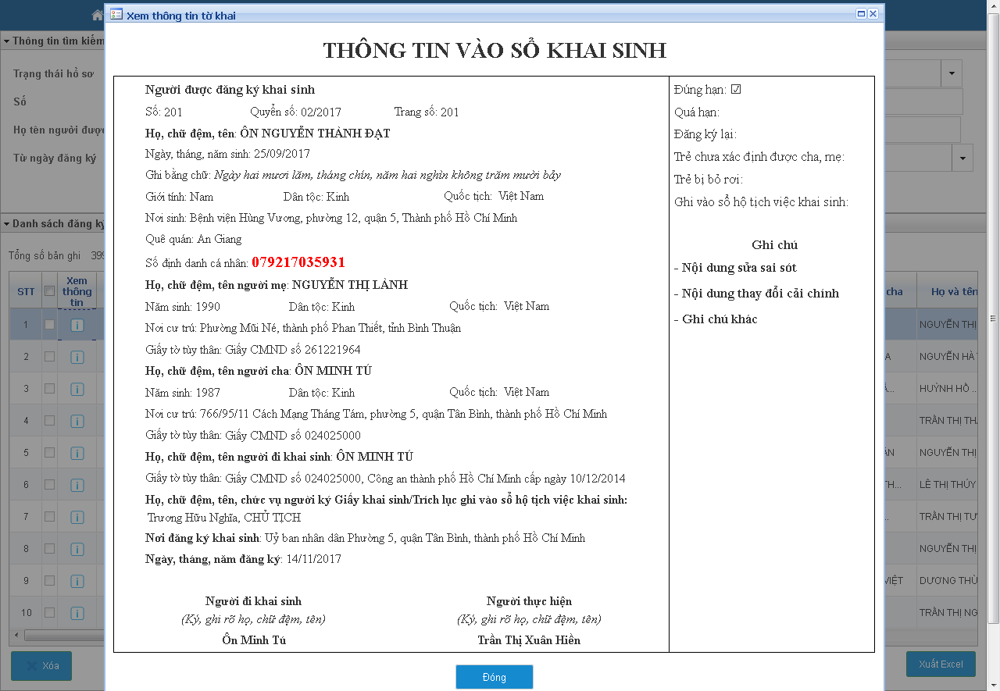 Xem thông tin tờ khai
Thông tin tìm kiếm
Trạng thái hồ sơ
Số
Họ tên người được
Từ ngày đăng ký
THÔNG TIN VÀO SỔ KHAI SINH
Người được đăng ký khai sinh
Số: 201 Quyển số: 02/2017 Trang số: 201
Họ, chữ đệm, tên: ÔN NGUYỄN THÀNH ĐẠT
Ngày, tháng, năm sinh: 25/09/2017
Ghi bằng chữ: Ngày hai mươi lăm, tháng chín, năm hai nghìn không trăm mười bảy
Giới tính: Nam Dân tộc: Kinh Quốc tịch: Việt Nam
Nơi sinh: Bệnh viện Hùng Vương, phường 12, quận 5, Thành phố Hồ Chí Minh
Quê quán: An Giang
Số định danh cá nhân: 079217035931
Họ, chữ đệm, tên người mẹ: NGUYỄN THỊ LÀNH
Năm sinh: 1990 Dân tộc: Kinh Quốc tịch: Việt Nam
Nơi cư trú: Phường Mũi Né, thành phố Phan Thiết, tỉnh Bình Thuận
Giấy tờ tùy thân: Giấy CMND số 261221964
Họ, chữ đệm, tên người cha: ÔN MINH TÚ
Năm sinh: 1987 Dân tộc: Kinh Quốc tịch: Việt Nam
Nơi cư trú: 766/95/11 Cách Mạng Tháng Tám, phường 5, quận Tân Bình, thành phố Hồ Chí Minh
Giấy tờ tùy thân: Giấy CMND số 024025000
Họ, chữ đệm, tên người đi khai sinh: ÔN MINH TÚ
Giấy tờ tùy thân: Giấy CMND số 024025000, Công an thành phố Hồ Chí Minh cấp ngày 10/12/2014
Họ, chữ đệm, tên, chức vụ người ký Giấy khai sinh/Trích lục ghi vào sổ hộ tịch việc khai sinh:
Trương Hữu Nghĩa, CHỦ TỊCH
Nơi đăng ký khai sinh: Uỷ ban nhân dân Phường 5, quận Tân Bình, thành phố Hồ Chí Minh
Ngày, tháng, năm đăng ký: 14/11/2017
Người đi khai sinh Người thực hiện
(Ký, ghi rõ họ, chữ đệm, tên) (Ký, ghi rõ họ, chữ đệm, tên)
Ôn Minh Tú Trần Thị Xuân Hiền
Đúng hạn: ☑
Quá hạn:
Đăng ký lại:
Trẻ chưa xác định được cha, mẹ:
Trẻ bị bỏ rơi:
Ghi vào sổ hộ tịch việc khai sinh:
Ghi chú
- Nội dung sửa sai sót
- Nội dung thay đổi cải chính
- Ghi chú khác
Đóng
Danh sách đăng ký
Tổng số bản ghi 399
STT Xem thông tin cha Họ và tên
1 NGUYỄN THỊ
2 A NGUYỄN HÀ
3 HUỲNH HỒ ...
4 TRẦN THỊ
5 NGUYỄN THỊ
6 TH... LÊ THỊ THÚY
7 TRẦN THỊ
8 NGUYỄN THỊ
9 VIỆT DƯƠNG
10 TRẦN THỊ
Xóa
Xuất Excel